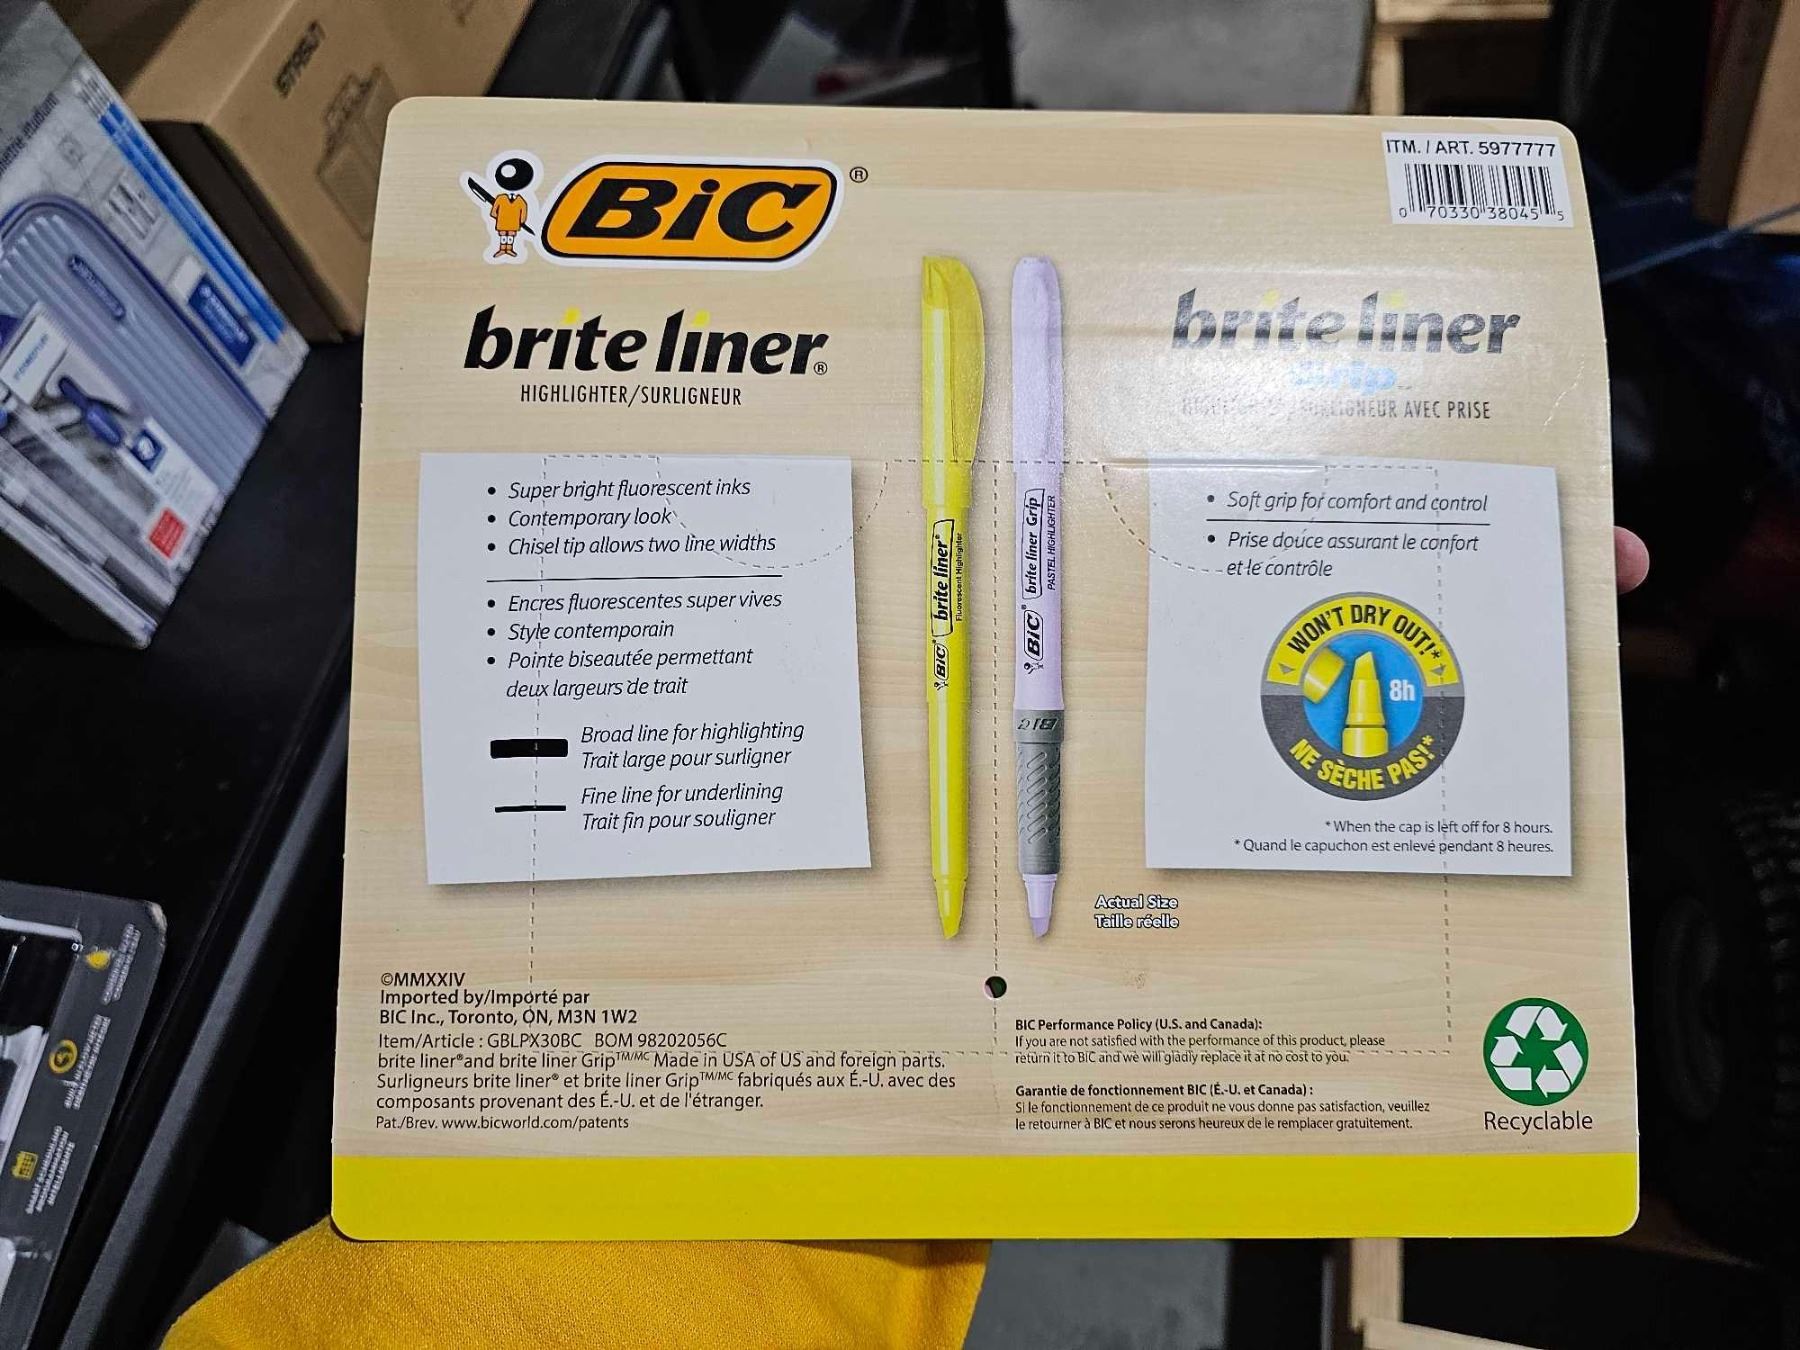 STABILO
BiC®
ITM. / ART. 5977777
0 70330 38045 5
brite liner®
HIGHLIGHTER/SURLIGNEUR
• Super bright fluorescent inks
• Contemporary look
• Chisel tip allows two line widths
• Encres fluorescentes super vives
• Style contemporain
• Pointe biseautée permettant
deux largeurs de trait
Broad line for highlighting
Trait large pour surligner
Fine line for underlining
Trait fin pour souligner
BiC® brite liner®
Fluorescent Highlighter
BiC® brite liner Grip
PASTEL HIGHLIGHTER
BIC
brite liner
Grip
SURLIGNEUR AVEC PRISE
• Soft grip for comfort and control
• Prise douce assurant le confort
et le contrôle
WON'T DRY OUT!*
8h
NE SÈCHE PAS!*
* When the cap is left off for 8 hours.
* Quand le capuchon est enlevé pendant 8 heures.
Actual Size
Taille réelle
©MMXXIV
Imported by/Importé par
BIC Inc., Toronto, ON, M3N 1W2
Item/Article : GBLPX30BC BOM 98202056C
brite liner® and brite liner Grip™/MC Made in USA of US and foreign parts.
Surligneurs brite liner® et brite liner Grip™/MC fabriqués aux É.-U. avec des
composants provenant des É.-U. et de l'étranger.
Pat./Brev. www.bicworld.com/patents
BIC Performance Policy (U.S. and Canada):
If you are not satisfied with the performance of this product, please
return it to BIC and we will gladly replace it at no cost to you.
Garantie de fonctionnement BIC (É.-U. et Canada) :
Si le fonctionnement de ce produit ne vous donne pas satisfaction, veuillez
le retourner à BIC et nous serons heureux de le remplacer gratuitement.
Recyclable